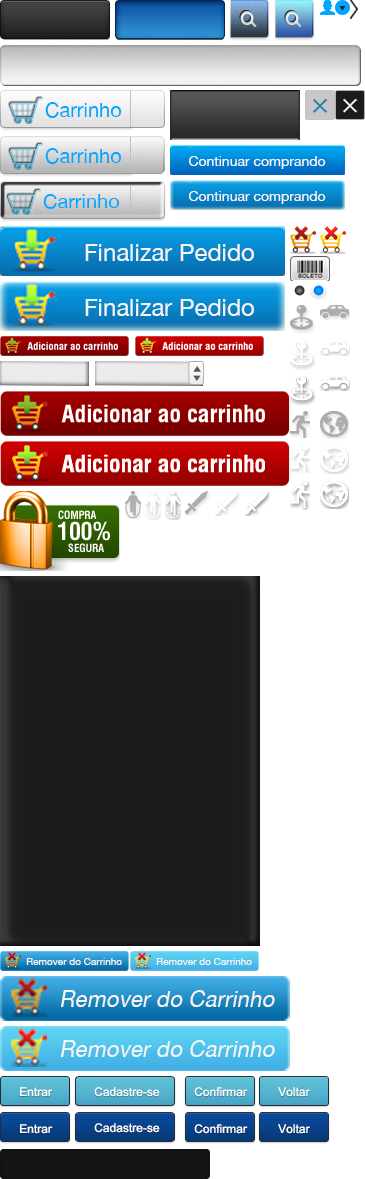 Carrinho
Carrinho
Continuar comprando
Carrinho
Continuar comprando
Finalizar Pedido
BOLETO
Finalizar Pedido
Adicionar ao carrinho
Adicionar ao carrinho
Adicionar ao carrinho
Adicionar ao carrinho
COMPRA
100%
SEGURA
Remover do Carrinho
Remover do Carrinho
Remover do Carrinho
Remover do Carrinho
Entrar Cadastre-se Confirmar Voltar
Entrar Cadastre-se Confirmar Voltar